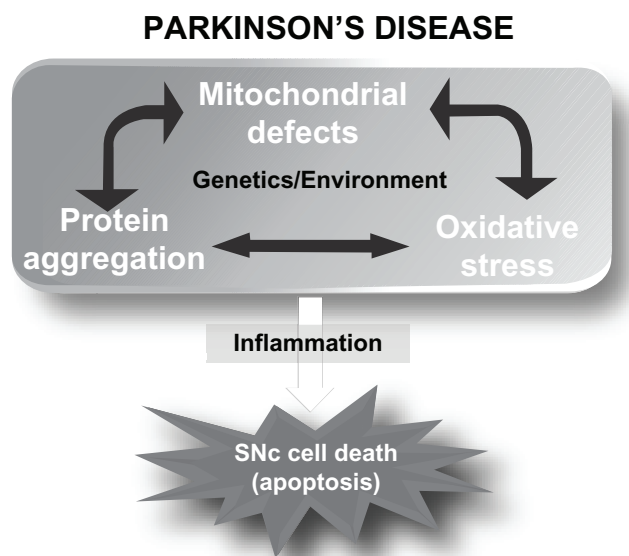 PARKINSON’S DISEASE
Mitochondrial
defects
Genetics/Environment
Protein
aggregation
Oxidative
stress
Inflammation
SNc cell death
(apoptosis)